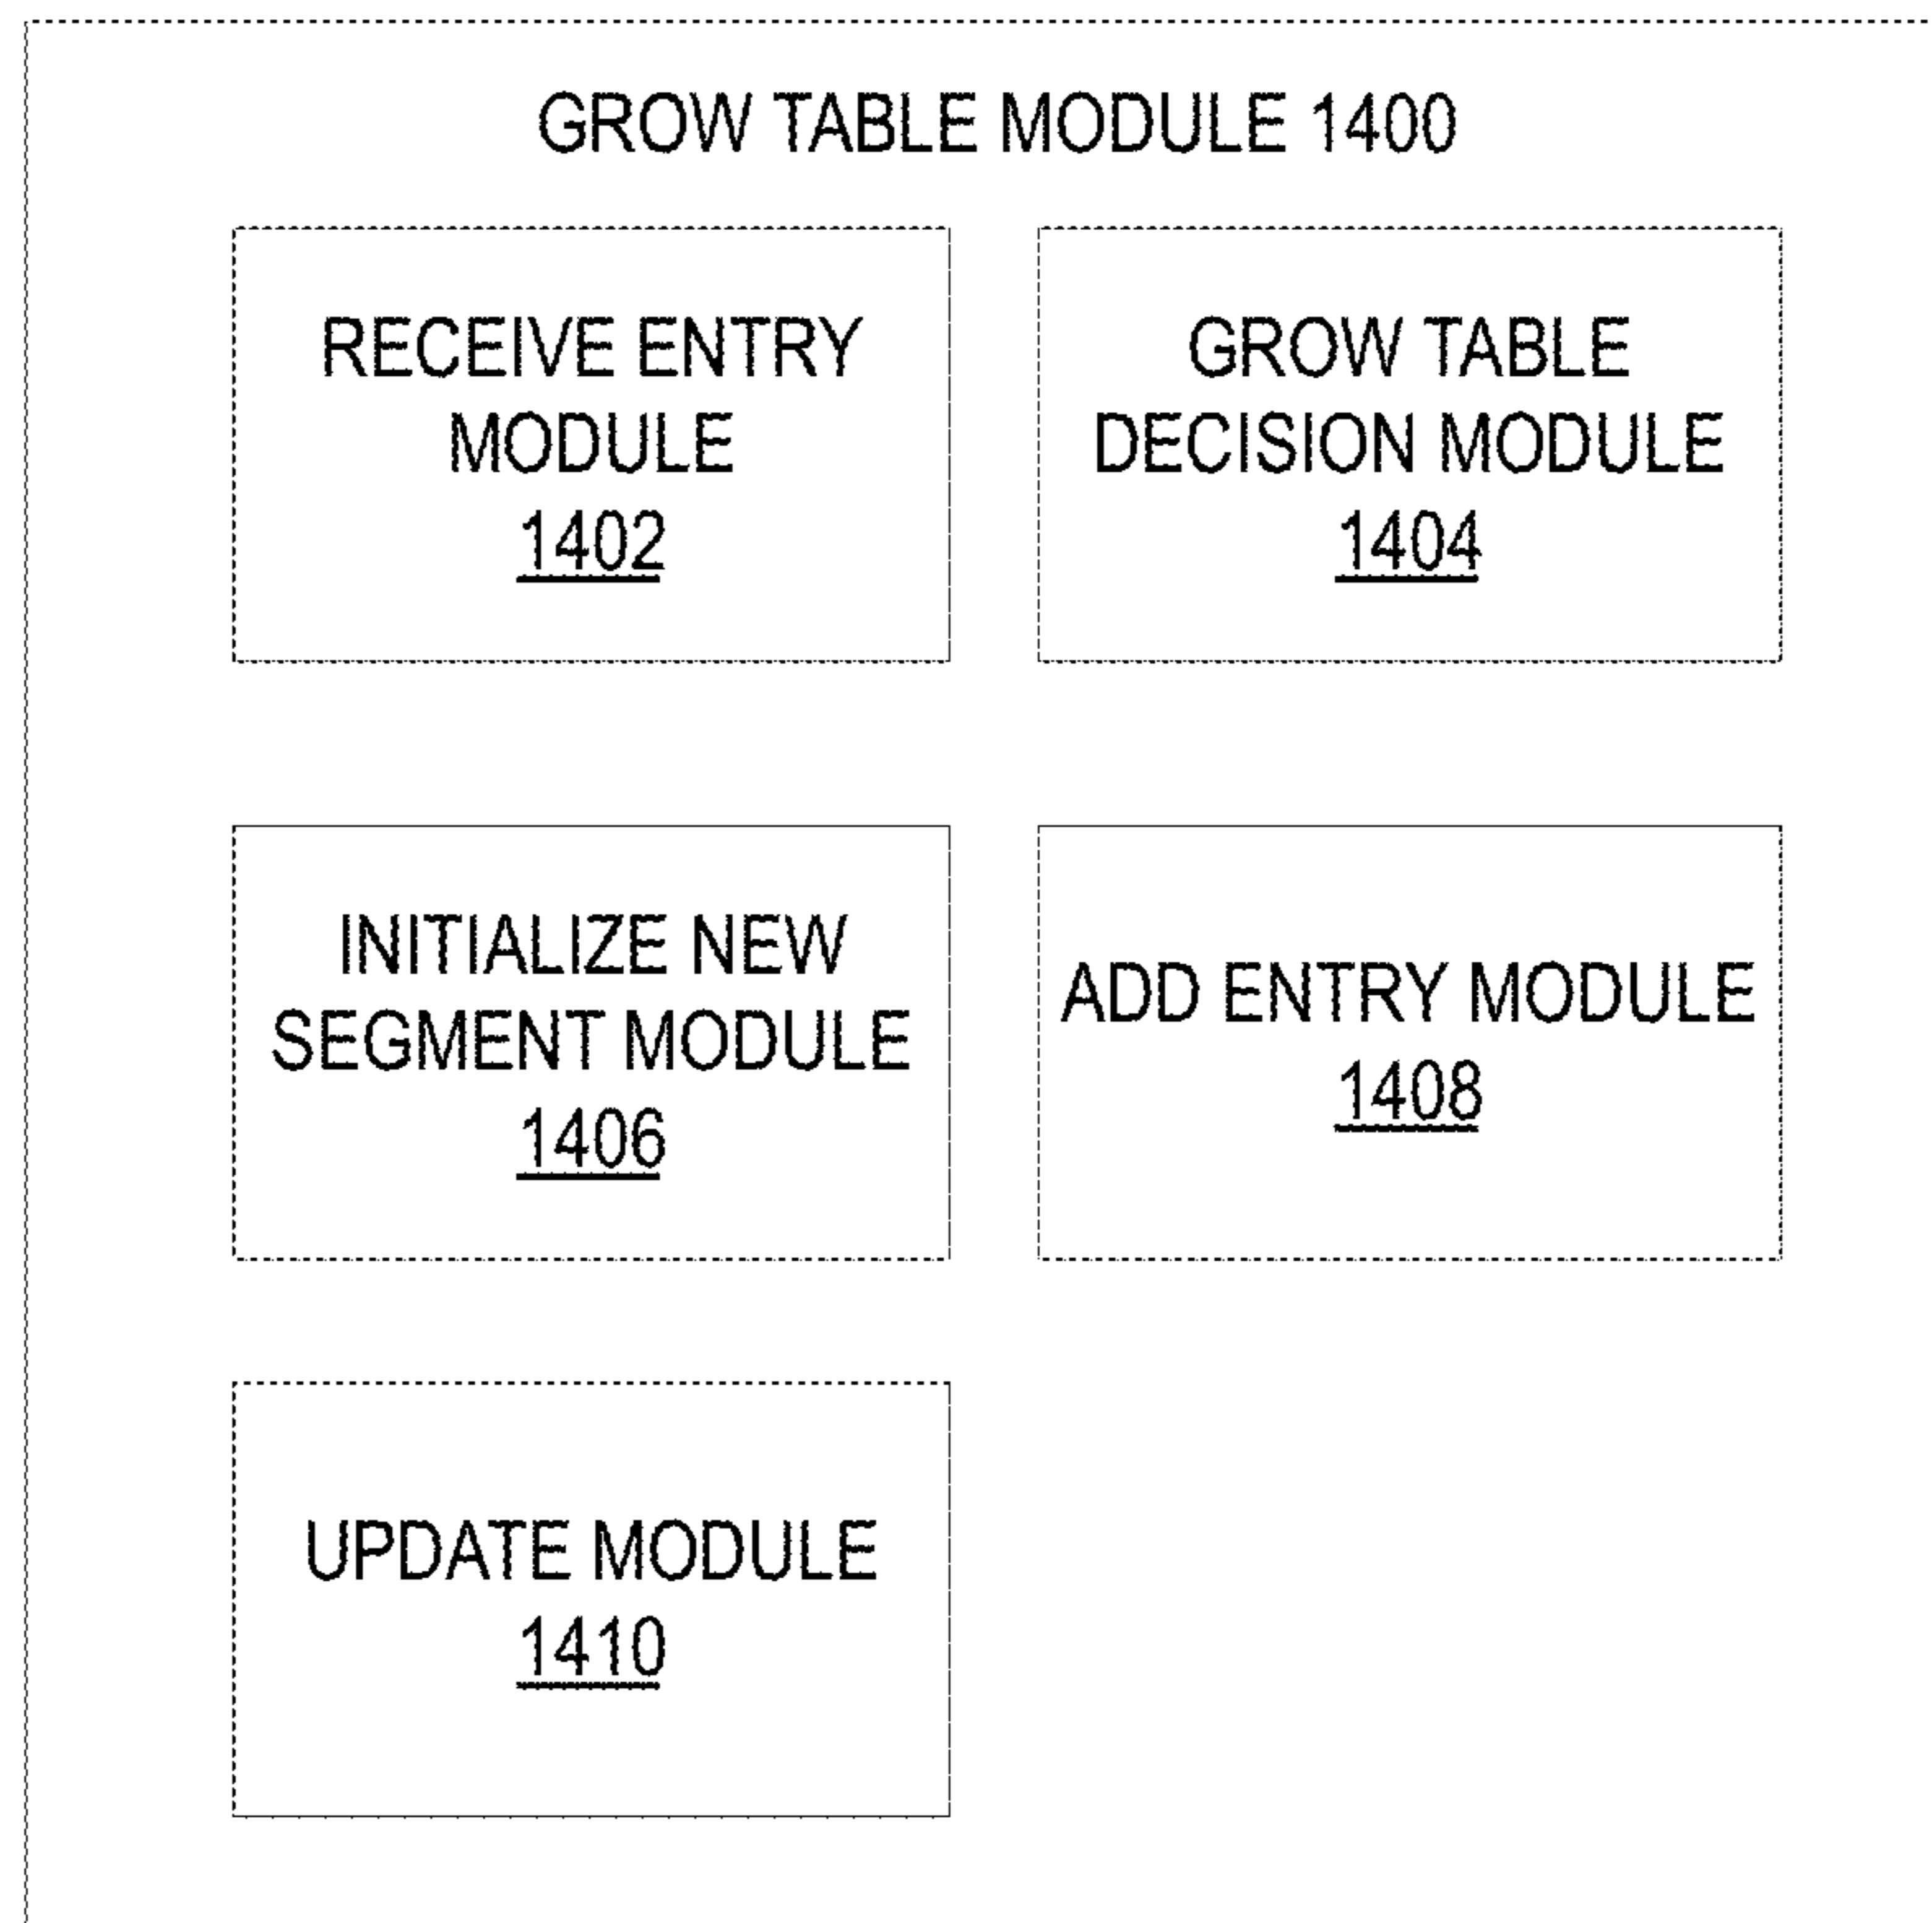 GROW TABLE MODULE 1400
RECEIVE ENTRY
MODULE
1402
GROW TABLE
DECISION MODULE
1404
INITIALIZE NEW
SEGMENT MODULE
1406
ADD ENTRY MODULE
1408
UPDATE MODULE
1410